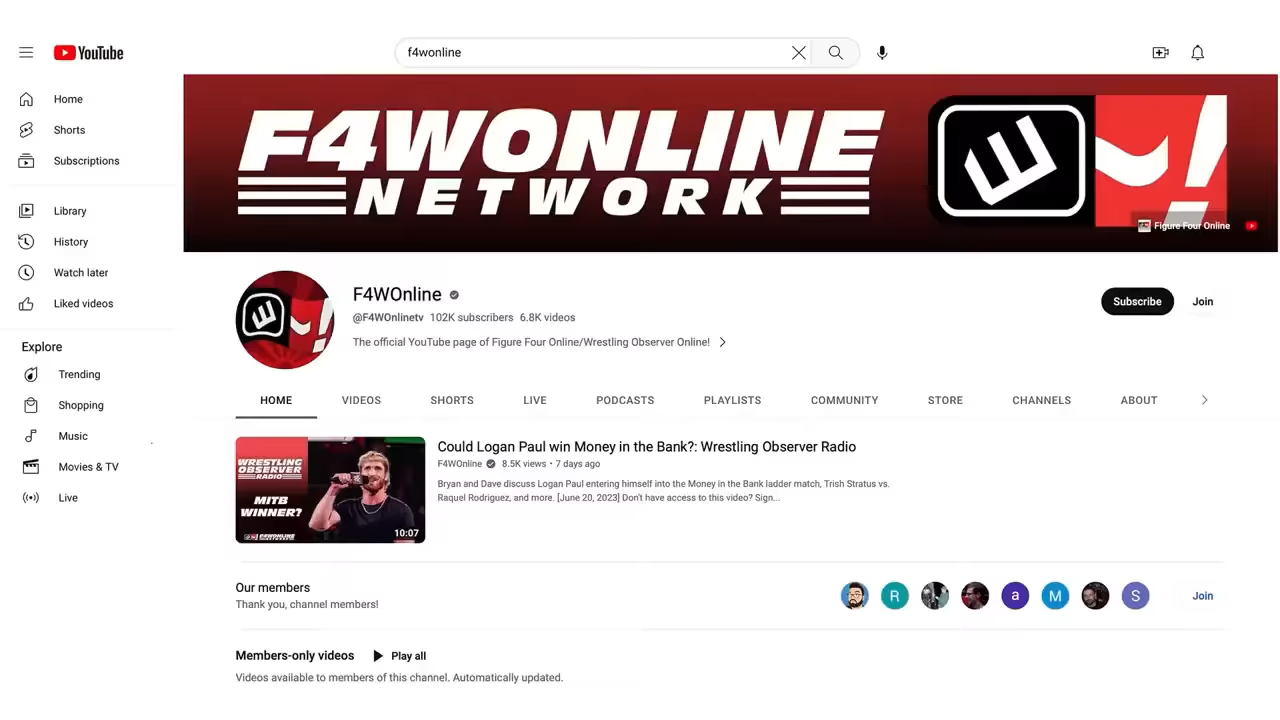 YouTube
f4wonline
Home
Shorts
Subscriptions
Library
History
Watch later
Liked videos
Explore
Trending
Shopping
Music
Movies & TV
Live
F4WONLINE
NETWORK
Figure Four Online
F4WOnline
@F4WOnlinetv 102K subscribers 6.8K videos
The official YouTube page of Figure Four Online/Wrestling Observer Online!
Subscribe
Join
HOME VIDEOS SHORTS LIVE PODCASTS PLAYLISTS COMMUNITY STORE CHANNELS ABOUT
WRESTLING
OBSERVER
RADIO
MITB
WINNER?
F4WONLINE
NETWORK
10:07
Could Logan Paul win Money in the Bank?: Wrestling Observer Radio
F4WOnline 8.5K views • 7 days ago
Bryan and Dave discuss Logan Paul entering himself into the Money in the Bank ladder match, Trish Stratus vs.
Raquel Rodriguez, and more. [June 20, 2023] Don't have access to this video? Sign...
Our members
Thank you, channel members!
R a M S
Join
Members-only videos Play all
Videos available to members of this channel. Automatically updated.